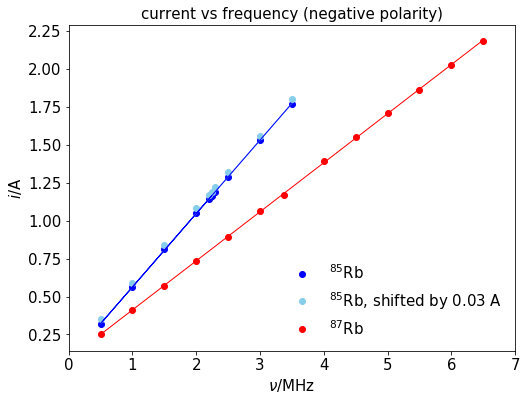 current vs frequency (negative polarity)
2.25
2.00
1.75
1.50
1.25
1.00
0.75
0.50
0.25
i/A
⁸⁵Rb
⁸⁵Rb, shifted by 0.03 A
⁸⁷Rb
0 1 2 3 4 5 6 7
ν/MHz